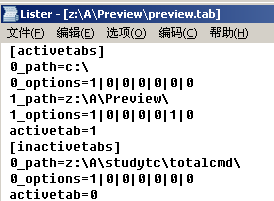 Lister - [z:\A\Preview\preview.tab]
文件(F) 编辑(E) 选项(O) 编码(C) 帮助(H)
[activetabs]
0_path=c:\
0_options=1|0|0|0|0|0|0
1_path=z:\A\Preview\
1_options=1|0|0|0|0|1|0
activetab=1
[inactivetabs]
0_path=z:\A\studytc\totalcmd\
0_options=1|0|0|0|0|0|0
activetab=0